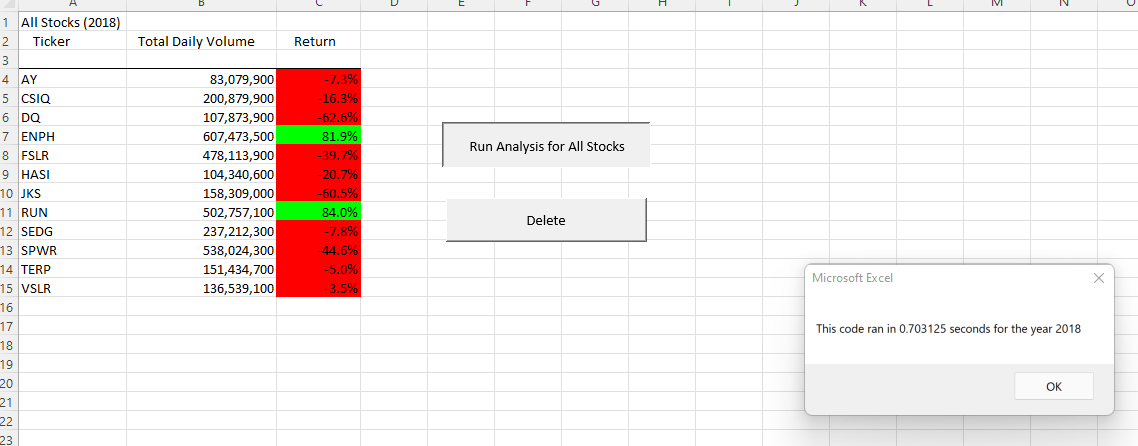 A B C D E F G H I J K L M N O
1 All Stocks (2018)
2 Ticker Total Daily Volume Return
3
4 AY 83,079,900 -7.3%
5 CSIQ 200,879,900 -16.3%
6 DQ 107,873,900 -62.6%
7 ENPH 607,473,500 81.9%
8 FSLR 478,113,900 -39.7%
9 HASI 104,340,600 -20.7%
10 JKS 158,309,000 -60.5%
11 RUN 502,757,100 84.0%
12 SEDG 237,212,300 -7.8%
13 SPWR 538,024,300 -44.6%
14 TERP 151,434,700 -5.0%
15 VSLR 136,539,100 -3.5%
16
17
18
19
20
21
22
23
Run Analysis for All Stocks
Delete
Microsoft Excel
This code ran in 0.703125 seconds for the year 2018
OK